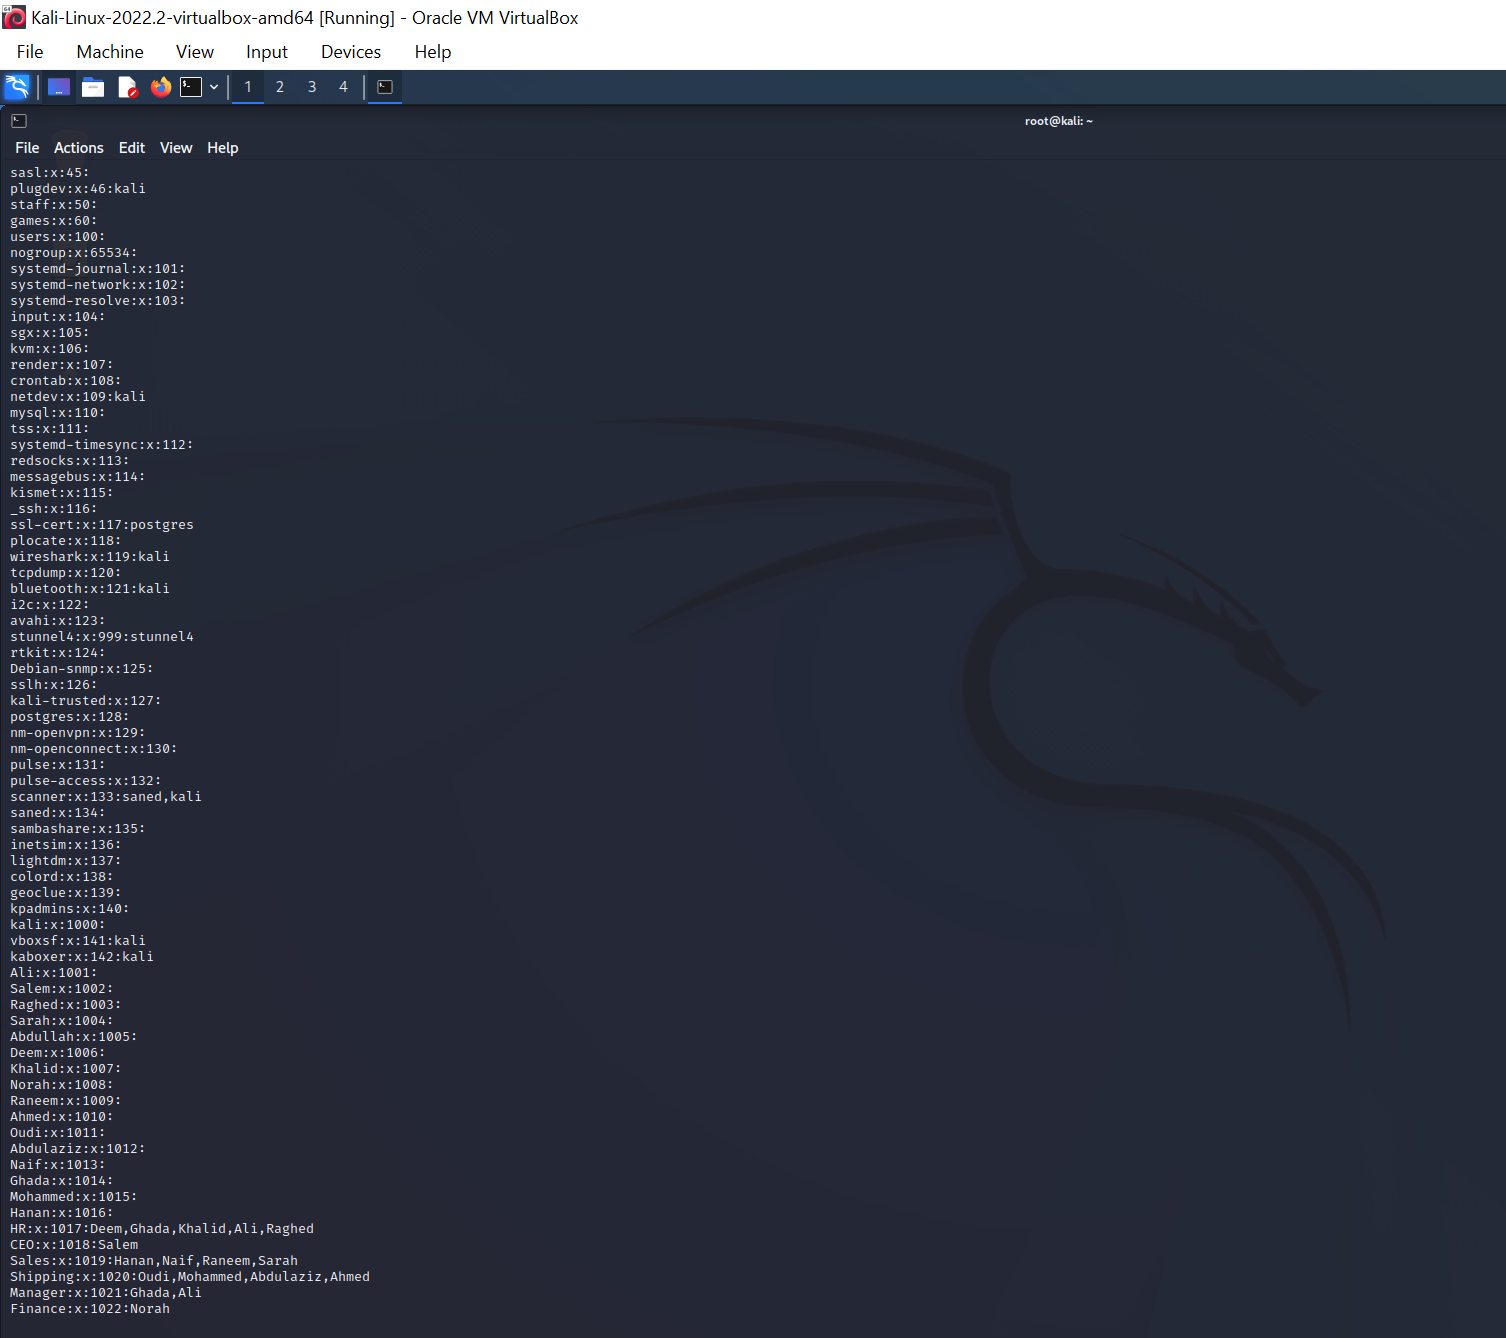 Kali-Linux-2022.2-virtualbox-amd64 [Running] - Oracle VM VirtualBox
File Machine View Input Devices Help
1 2 3 4
root@kali: ~
File Actions Edit View Help
sasl:x:45:
plugdev:x:46:kali
staff:x:50:
games:x:60:
users:x:100:
nogroup:x:65534:
systemd-journal:x:101:
systemd-network:x:102:
systemd-resolve:x:103:
input:x:104:
sgx:x:105:
kvm:x:106:
render:x:107:
crontab:x:108:
netdev:x:109:kali
mysql:x:110:
tss:x:111:
systemd-timesync:x:112:
redsocks:x:113:
messagebus:x:114:
kismet:x:115:
_ssh:x:116:
ssl-cert:x:117:postgres
plocate:x:118:
wireshark:x:119:kali
tcpdump:x:120:
bluetooth:x:121:kali
i2c:x:122:
avahi:x:123:
stunnel4:x:999:stunnel4
rtkit:x:124:
Debian-snmp:x:125:
sslh:x:126:
kali-trusted:x:127:
postgres:x:128:
nm-openvpn:x:129:
nm-openconnect:x:130:
pulse:x:131:
pulse-access:x:132:
scanner:x:133:saned,kali
saned:x:134:
sambashare:x:135:
inetsim:x:136:
lightdm:x:137:
colord:x:138:
geoclue:x:139:
kpadmins:x:140:
kali:x:1000:
vboxsf:x:141:kali
kaboxer:x:142:kali
Ali:x:1001:
Salem:x:1002:
Raghed:x:1003:
Sarah:x:1004:
Abdullah:x:1005:
Deem:x:1006:
Khalid:x:1007:
Norah:x:1008:
Raneem:x:1009:
Ahmed:x:1010:
Oudi:x:1011:
Abdulaziz:x:1012:
Naif:x:1013:
Ghada:x:1014:
Mohammed:x:1015:
Hanan:x:1016:
HR:x:1017:Deem,Ghada,Khalid,Ali,Raghed
CEO:x:1018:Salem
Sales:x:1019:Hanan,Naif,Raneem,Sarah
Shipping:x:1020:Oudi,Mohammed,Abdulaziz,Ahmed
Manager:x:1021:Ghada,Ali
Finance:x:1022:Norah